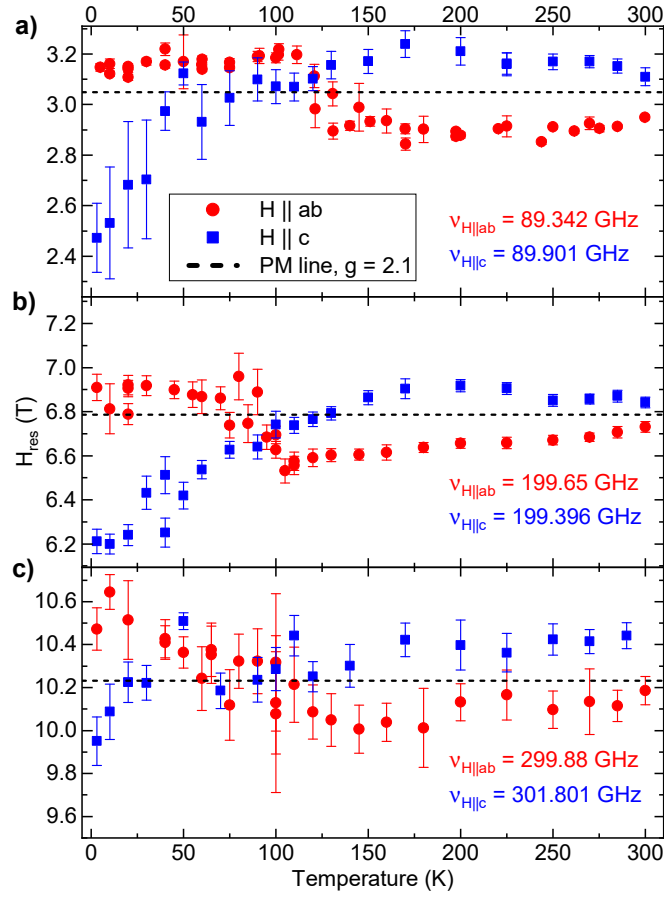 0 50 100 150 200 250 300
a)
3.2
3.0
2.8
2.6
2.4
H || ab
H || c
PM line, g = 2.1
νH||ab = 89.342 GHz
νH||c = 89.901 GHz
b)
7.2
7.0
6.8
6.6
6.4
6.2
Hres (T)
νH||ab = 199.65 GHz
νH||c = 199.396 GHz
c)
10.6
10.4
10.2
10.0
9.8
9.6
νH||ab = 299.88 GHz
νH||c = 301.801 GHz
0 50 100 150 200 250 300
Temperature (K)